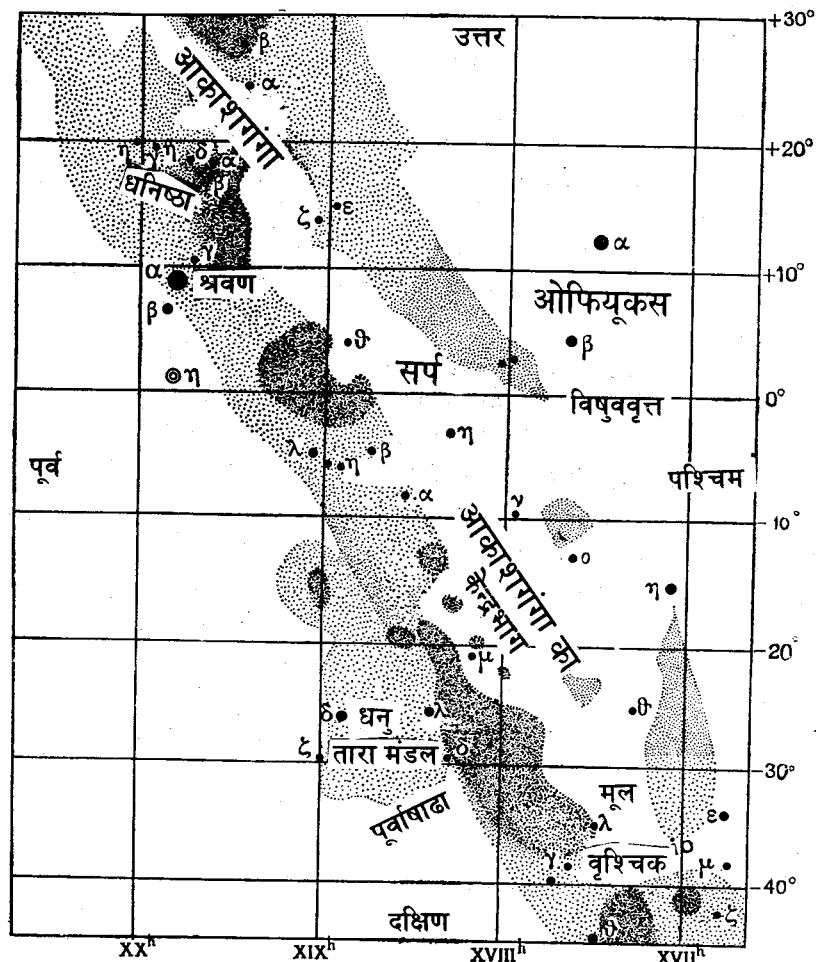 +30°
उत्तर
β
α
आकाशगंगा
+20°
η γ η δ α
धनिष्ठा
β
ζ ε
α
+10°
γ
α
श्रवण
β
ओफियूकस
ϑ
β
सर्प
η
0°
विषुववृत्त
η
λ η β
पूर्व
पश्चिम
α
γ
10°
आकाशगंगा का
केन्द्रभाग
ο
η
μ
20°
δ धनु λ
ϑ
ζ तारा मंडल
30°
पूर्वाषाढा
मूल
λ
ε
γ वृश्चिक
μ
40°
दक्षिण
ζ
ϑ
XXʰ XIXʰ XVIIIʰ XVIIʰ